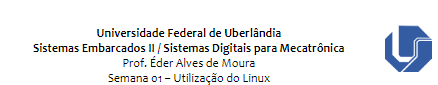 Universidade Federal de Uberlândia
Sistemas Embarcados II / Sistemas Digitais para Mecatrônica
Prof. Éder Alves de Moura
Semana 01 – Utilização do Linux